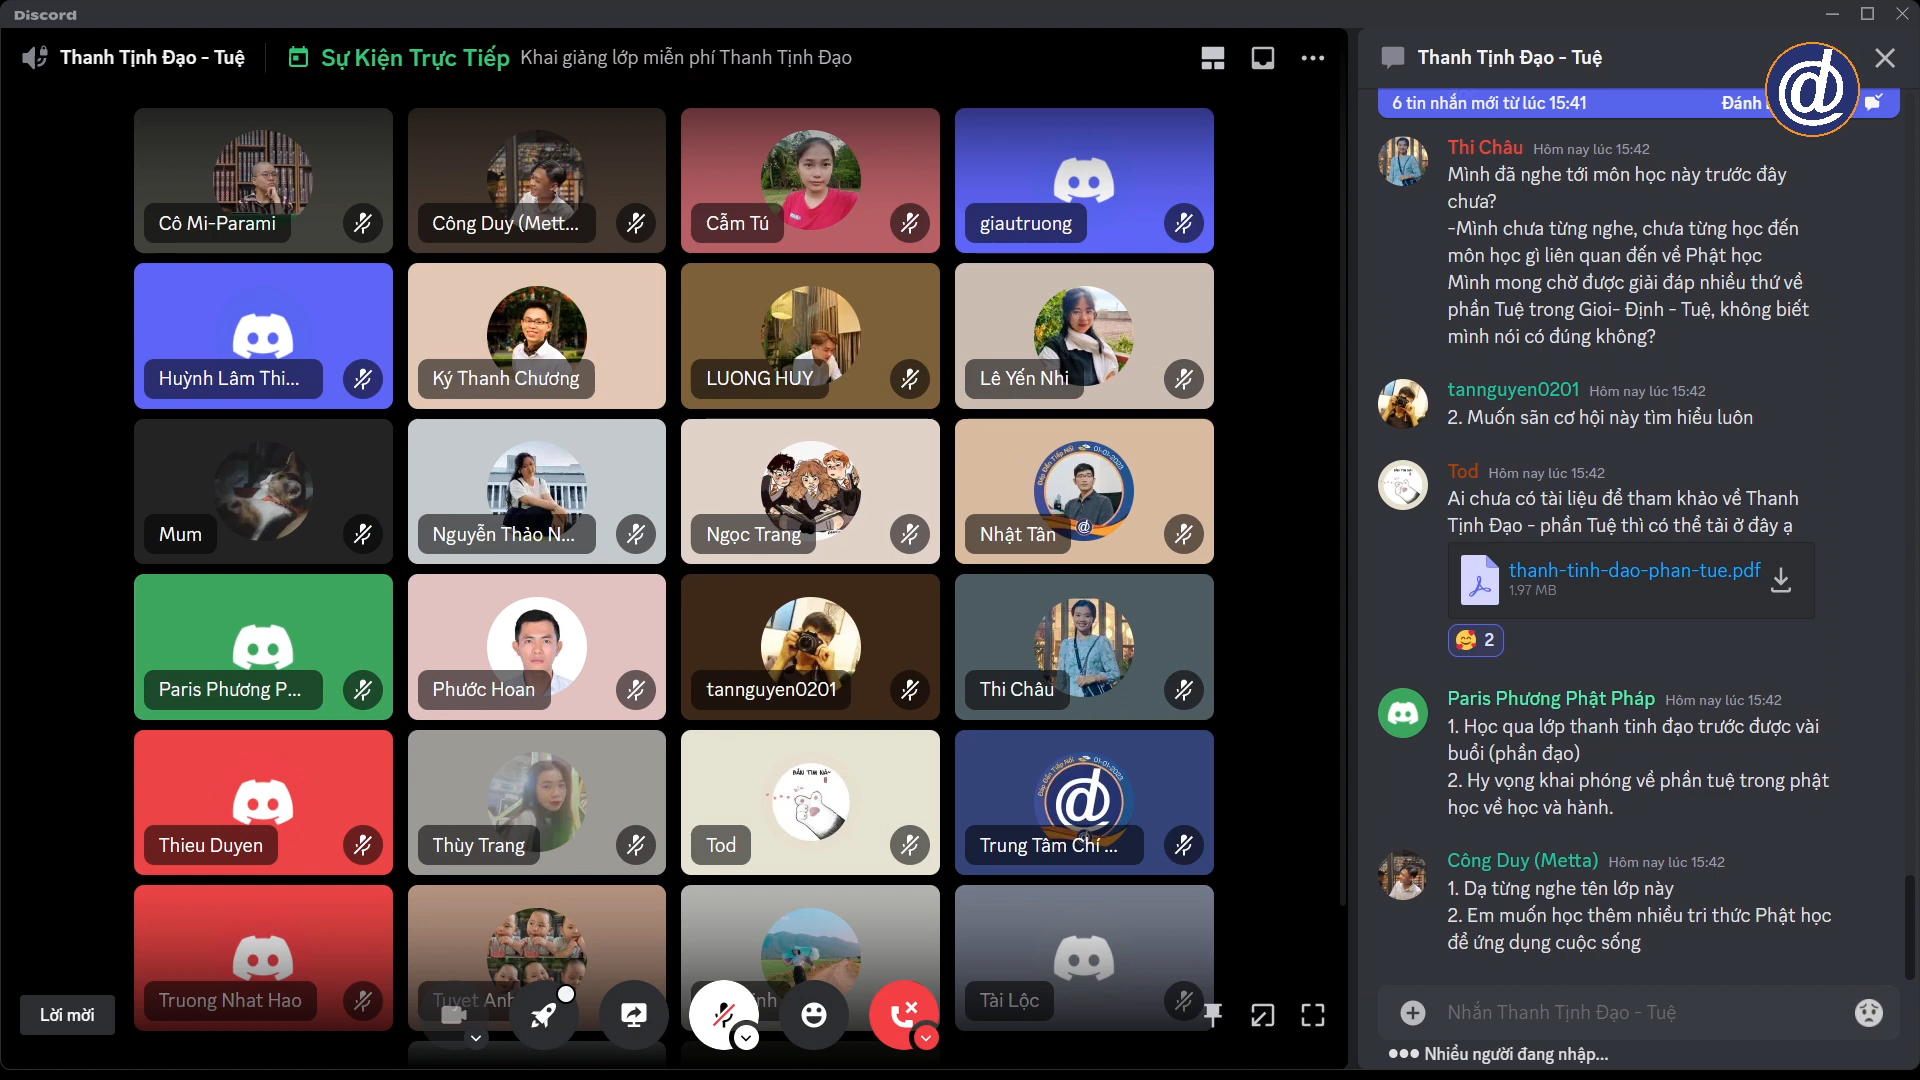 Discord
Thanh Tịnh Đạo - Tuệ
Sự Kiện Trực Tiếp Khai giảng lớp miễn phí Thanh Tịnh Đạo
Cô Mi-Parami
Công Duy (Mett...
Cẩm Tú
giautruong
Huỳnh Lâm Thi...
Ký Thanh Chương
LUONG HUY
Lê Yến Nhi
Mum
Nguyễn Thảo N...
Ngọc Trang
Nhật Tân
Paris Phương P...
Phước Hoan
tannguyen0201
Thi Châu
Thieu Duyen
Thùy Trang
Tod
Trung Tâm Chí ...
Truong Nhat Hao
Tuyet Anh
inh
Tài Lộc
Lời mời
Thanh Tịnh Đạo - Tuệ
6 tin nhắn mới từ lúc 15:41
Đánh
Thi Châu Hôm nay lúc 15:42
Mình đã nghe tới môn học này trước đây
chưa?
-Mình chưa từng nghe, chưa từng học đến
môn học gì liên quan đến về Phật học
Mình mong chờ được giải đáp nhiều thứ về
phần Tuệ trong Gioi- Định - Tuệ, không biết
mình nói có đúng không?
tannguyen0201 Hôm nay lúc 15:42
2. Muốn săn cơ hội này tìm hiểu luôn
Tod Hôm nay lúc 15:42
Ai chưa có tài liệu để tham khảo về Thanh
Tịnh Đạo - phần Tuệ thì có thể tải ở đây ạ
thanh-tinh-dao-phan-tue.pdf
1.97 MB
2
Paris Phương Phật Pháp Hôm nay lúc 15:42
1. Học qua lớp thanh tinh đạo trước được vài
buổi (phần đạo)
2. Hy vọng khai phóng về phần tuệ trong phật
học về học và hành.
Công Duy (Metta) Hôm nay lúc 15:42
1. Dạ từng nghe tên lớp này
2. Em muốn học thêm nhiều tri thức Phật học
để ứng dụng cuộc sống
Nhắn Thanh Tịnh Đạo - Tuệ
Nhiều người đang nhập...